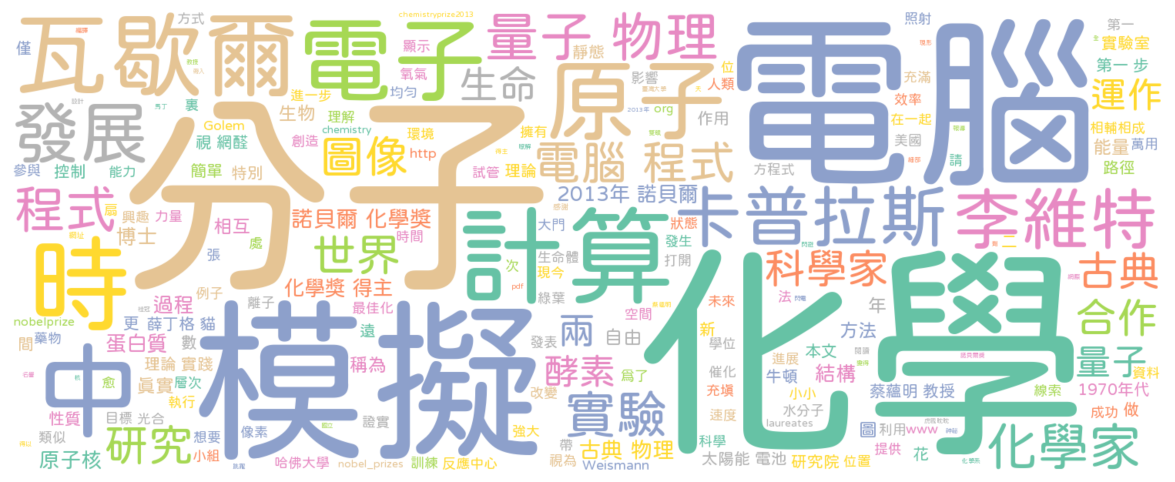 方式
chemistryprize2013
瓦歇爾
電子
量子 物理
電腦
照射
第一
實驗室
僅
顯示
靜態
第一 步
氧氣
生命
原子
影響
位
人類
充滿
運作
均勻
進一步
效率
發展
裏
生物
理解
2013年
org
作用
在一起
相輔相成
Golem
chemistry
環境
擁有
美國
能量
萬用
分子
視 網膜
創造
圖像
http
試管
理論
電腦 程式
方程式
請
路徑
參與
控制
能力
簡單
特別
程式
興趣
力量
相互
諾貝爾 化學獎
2013年 諾貝爾
卡普拉斯
李維特
博士
處
張
世界
時間
計算
大門
狀態
發生
打開
時
例子
離子
化學獎 得主
次
生命體
現今
pdf
綠葉
科學家
古典
nobelprize
過程
最佳化
未來
法
年
合作
更
薛丁格 貓
遠
空間
新
方法
藥物
間
蛋白質
數
模擬
發表
兩
自由
學位
化學
量子
理論 實踐
稱為
酵素
爲了
催化
進展
本文
牛頓
結構
資料
中
愈
眞實
層次
執行
改變
充塡
小小
蔡蘊明 教授
線索
1970年代
性質
目標
光合
證實
實驗
速度
水分子
laureates
圖
利用
www
成功
做
類似
研究
想要
像素
強大
帶
古典 物理
科學
提供
花
化學家
原子核
小組
哈佛大學
nobel_prizes
訓練
反應中心
視為
Weismann
太陽能 電池
研究院
位置